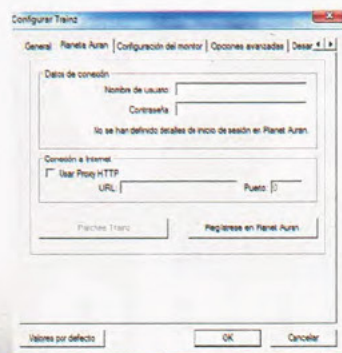 Configurar Trainz
General Planeta Auran Configuración del monitor Opciones avanzadas Desar
Datos de conexión
Nombre de usuario:
Contraseña:
No se han definido detalles de inicio de sesión en Planet Auran.
Conexión a Internet
Usar Proxy HTTP
URL: Puerto: 0
Parches Trainz Regístrese en Planet Auran
Valores por defecto OK Cancelar